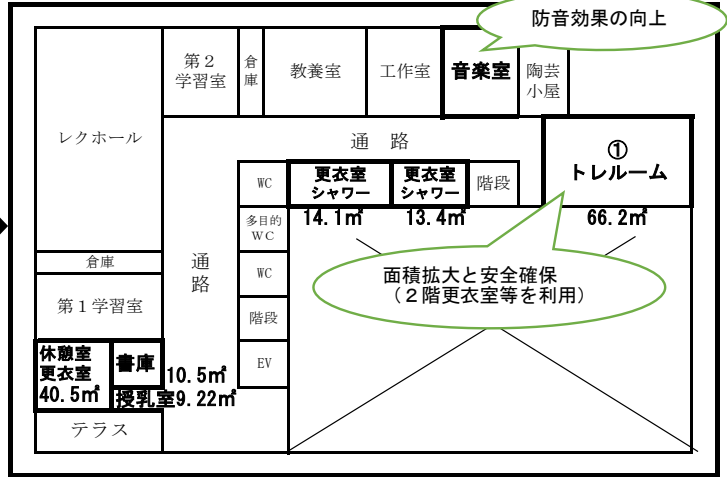 防音効果の向上
第２
学習室
倉
庫
教養室
工作室
音楽室
陶芸
小屋
レクホール
通 路
①
トレルーム
66.2㎡
WC
更衣室
シャワー
14.1㎡
更衣室
シャワー
13.4㎡
階段
多目的
WC
面積拡大と安全確保
（２階更衣室等を利用）
倉庫
通
路
WC
第１学習室
階段
休憩室
更衣室
40.5㎡
書庫
10.5㎡
EV
授乳室9.22㎡
テラス